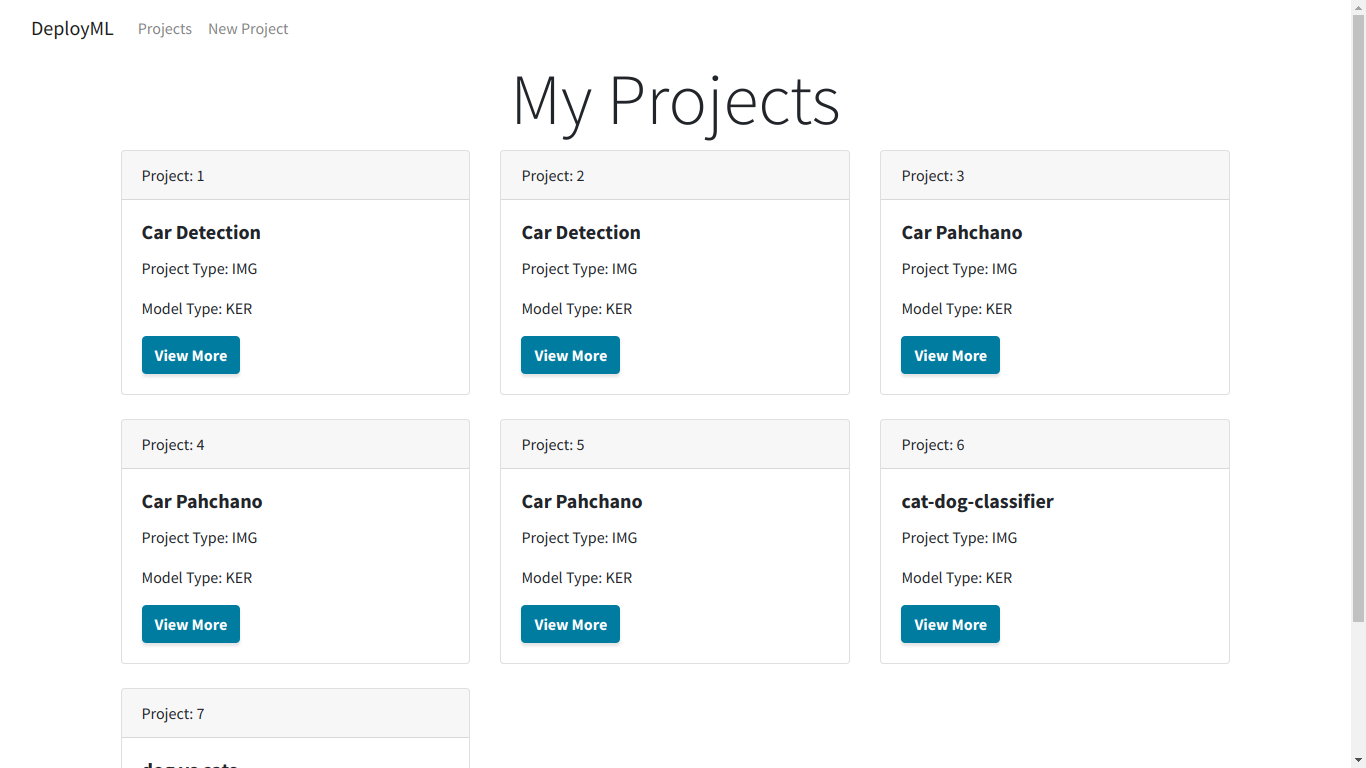 DeployML Projects New Project
My Projects
Project: 1
Car Detection
Project Type: IMG
Model Type: KER
View More
Project: 2
Car Detection
Project Type: IMG
Model Type: KER
View More
Project: 3
Car Pahchano
Project Type: IMG
Model Type: KER
View More
Project: 4
Car Pahchano
Project Type: IMG
Model Type: KER
View More
Project: 5
Car Pahchano
Project Type: IMG
Model Type: KER
View More
Project: 6
cat-dog-classifier
Project Type: IMG
Model Type: KER
View More
Project: 7